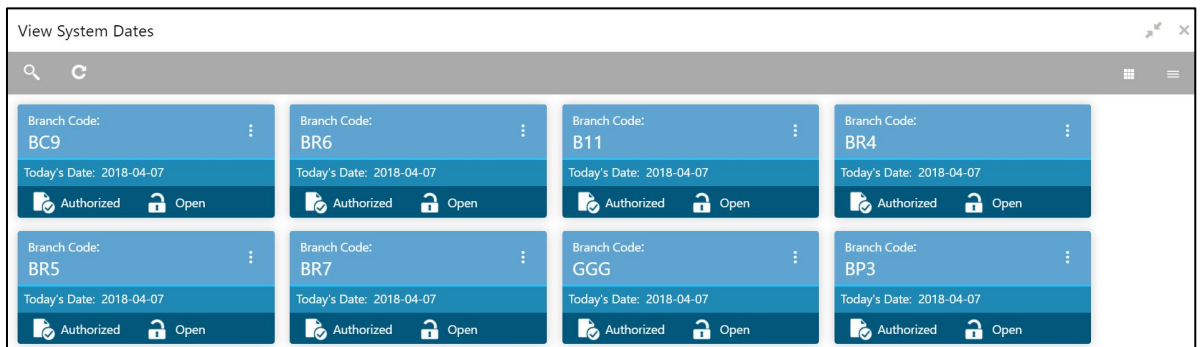 View System Dates
Branch Code: Branch Code: Branch Code: Branch Code:
BC9 BR6 B11 BR4
Today's Date: 2018-04-07 Today's Date: 2018-04-07 Today's Date: 2018-04-07 Today's Date: 2018-04-07
Authorized Open Authorized Open Authorized Open Authorized Open
Branch Code: Branch Code: Branch Code: Branch Code:
BR5 BR7 GGG BP3
Today's Date: 2018-04-07 Today's Date: 2018-04-07 Today's Date: 2018-04-07 Today's Date: 2018-04-07
Authorized Open Authorized Open Authorized Open Authorized Open